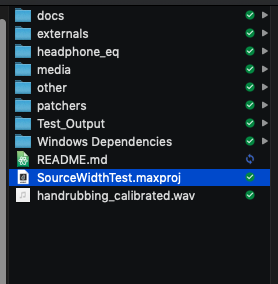 docs
externals
headphone_eq
media
other
patchers
Test_Output
Windows Dependencies
README.md
SourceWidthTest.maxproj
handrubbing_calibrated.wav